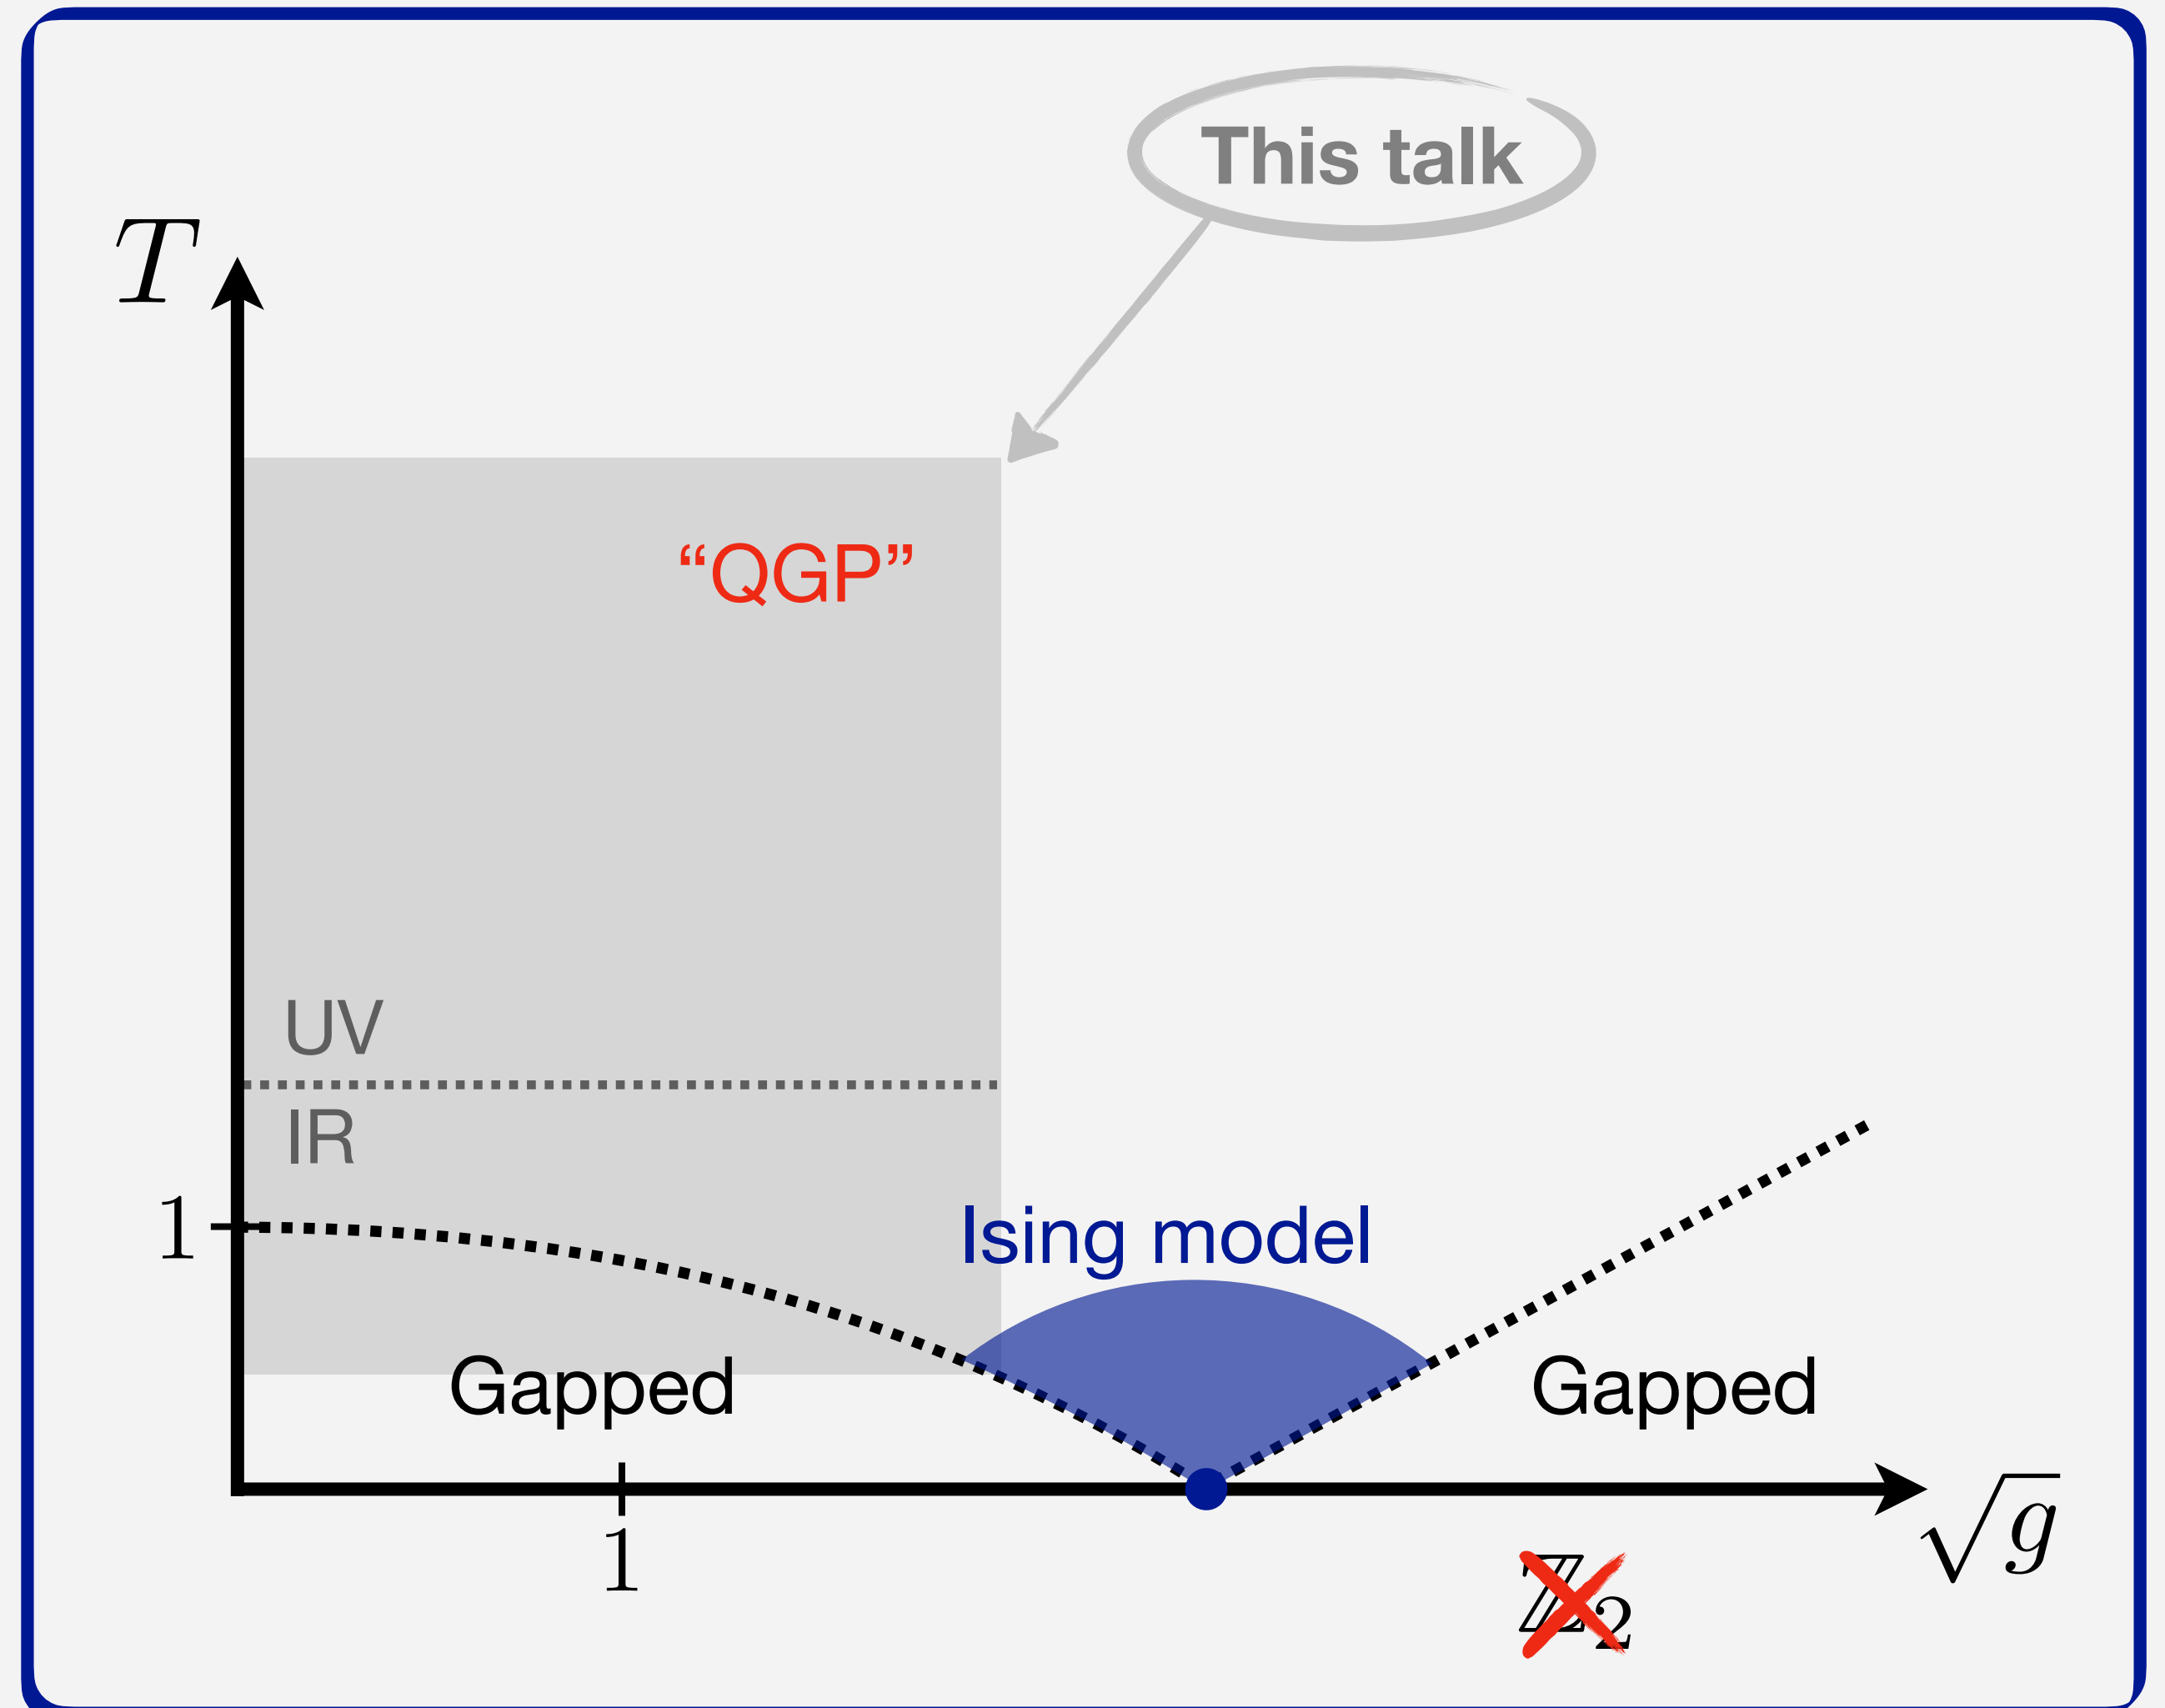 This talk
T
“QGP”
UV
IR
1
Ising model
Gapped
Gapped
1
√g
ℤ₂